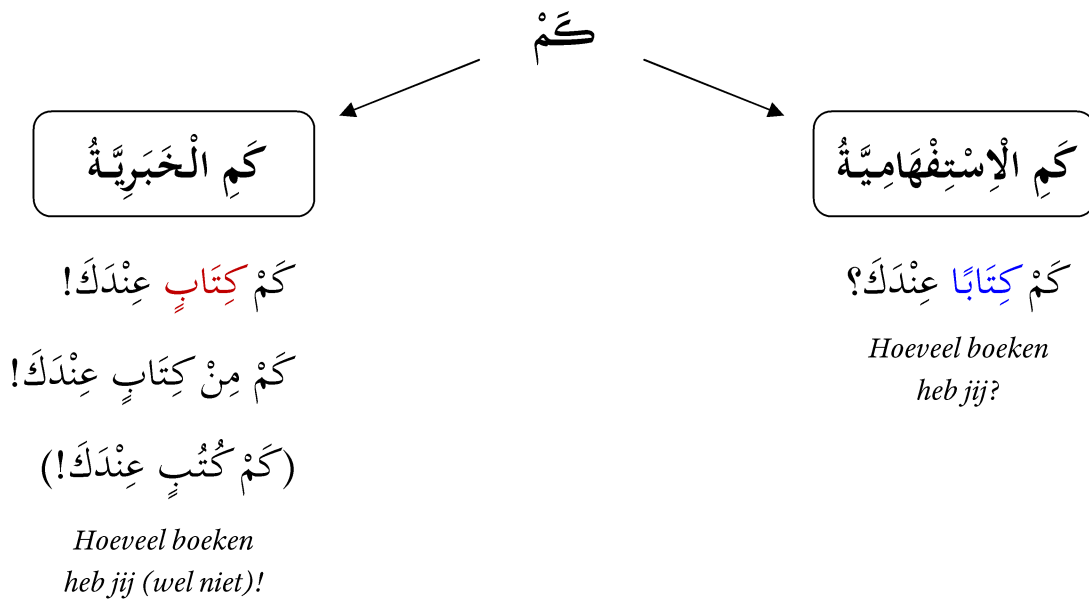 كَمْ
كَمِ الْاِسْتِفْهَامِيَّةُ
كَمْ كِتَابًا عِنْدَكَ؟
Hoeveel boeken
heb jij?
كَمِ الْخَبَرِيَّةُ
كَمْ كِتَابٍ عِنْدَكَ!
كَمْ مِنْ كِتَابٍ عِنْدَكَ!
(كَمْ كُتُبٍ عِنْدَكَ!)
Hoeveel boeken
heb jij (wel niet)!